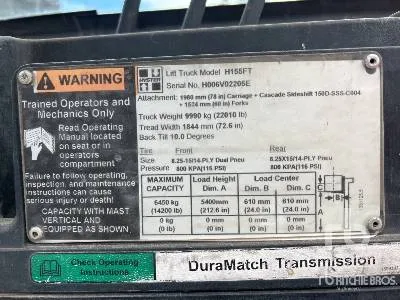 WARNING
Trained Operators and
Mechanics Only
Read Operating
Manual located
on seat or in
operators
compartment.
Failure to follow operating,
inspection, and maintenance
instructions can cause
serious injury or death!
CAPACITY WITH MAST
VERTICAL AND
EQUIPPED AS SHOWN
HYSTER
Lift Truck Model H155FT
Serial No. H006V02205E
Attachment: 1980 mm (78 in) Carriage + Cascade Sideshift 150D-SSS-C004
+ 1524 mm (60 in) Forks
Truck Weight 9990 kg (22010 lb)
Tread Width 1844 mm (72.6 in)
Back Tilt 10.0 Degrees
Tire Front Rear
Size 8.25-15/14-PLY Dual Pneu 8.25X15/14-PLY Pneu
Pressure 800 KPA(116 PSI) 800 KPA(116 PSI)
MAXIMUM CAPACITY Load Height Dim. A Load Center Dim. B Dim. C
6450 kg 5400mm 610 mm 610 mm
(14200 lb) (212.6 in) (24.0 in) (24.0 in)
0 kg 0 mm 0 mm 0 mm
(0 lb) (0 in) (0 in) (0 in)
C
B
A
Check Operating
Instructions
DuraMatch Transmission
rb
RITCHIE BROS.